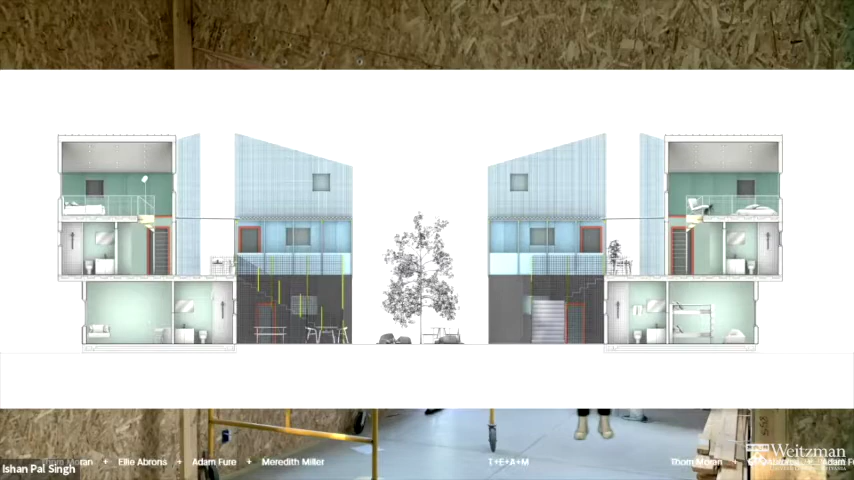 Thom Moran + Ellie Abrons + Adam Fure + Meredith Miller T+E+A+M Thom Moran
Ishan Pal Singh
Weitzman